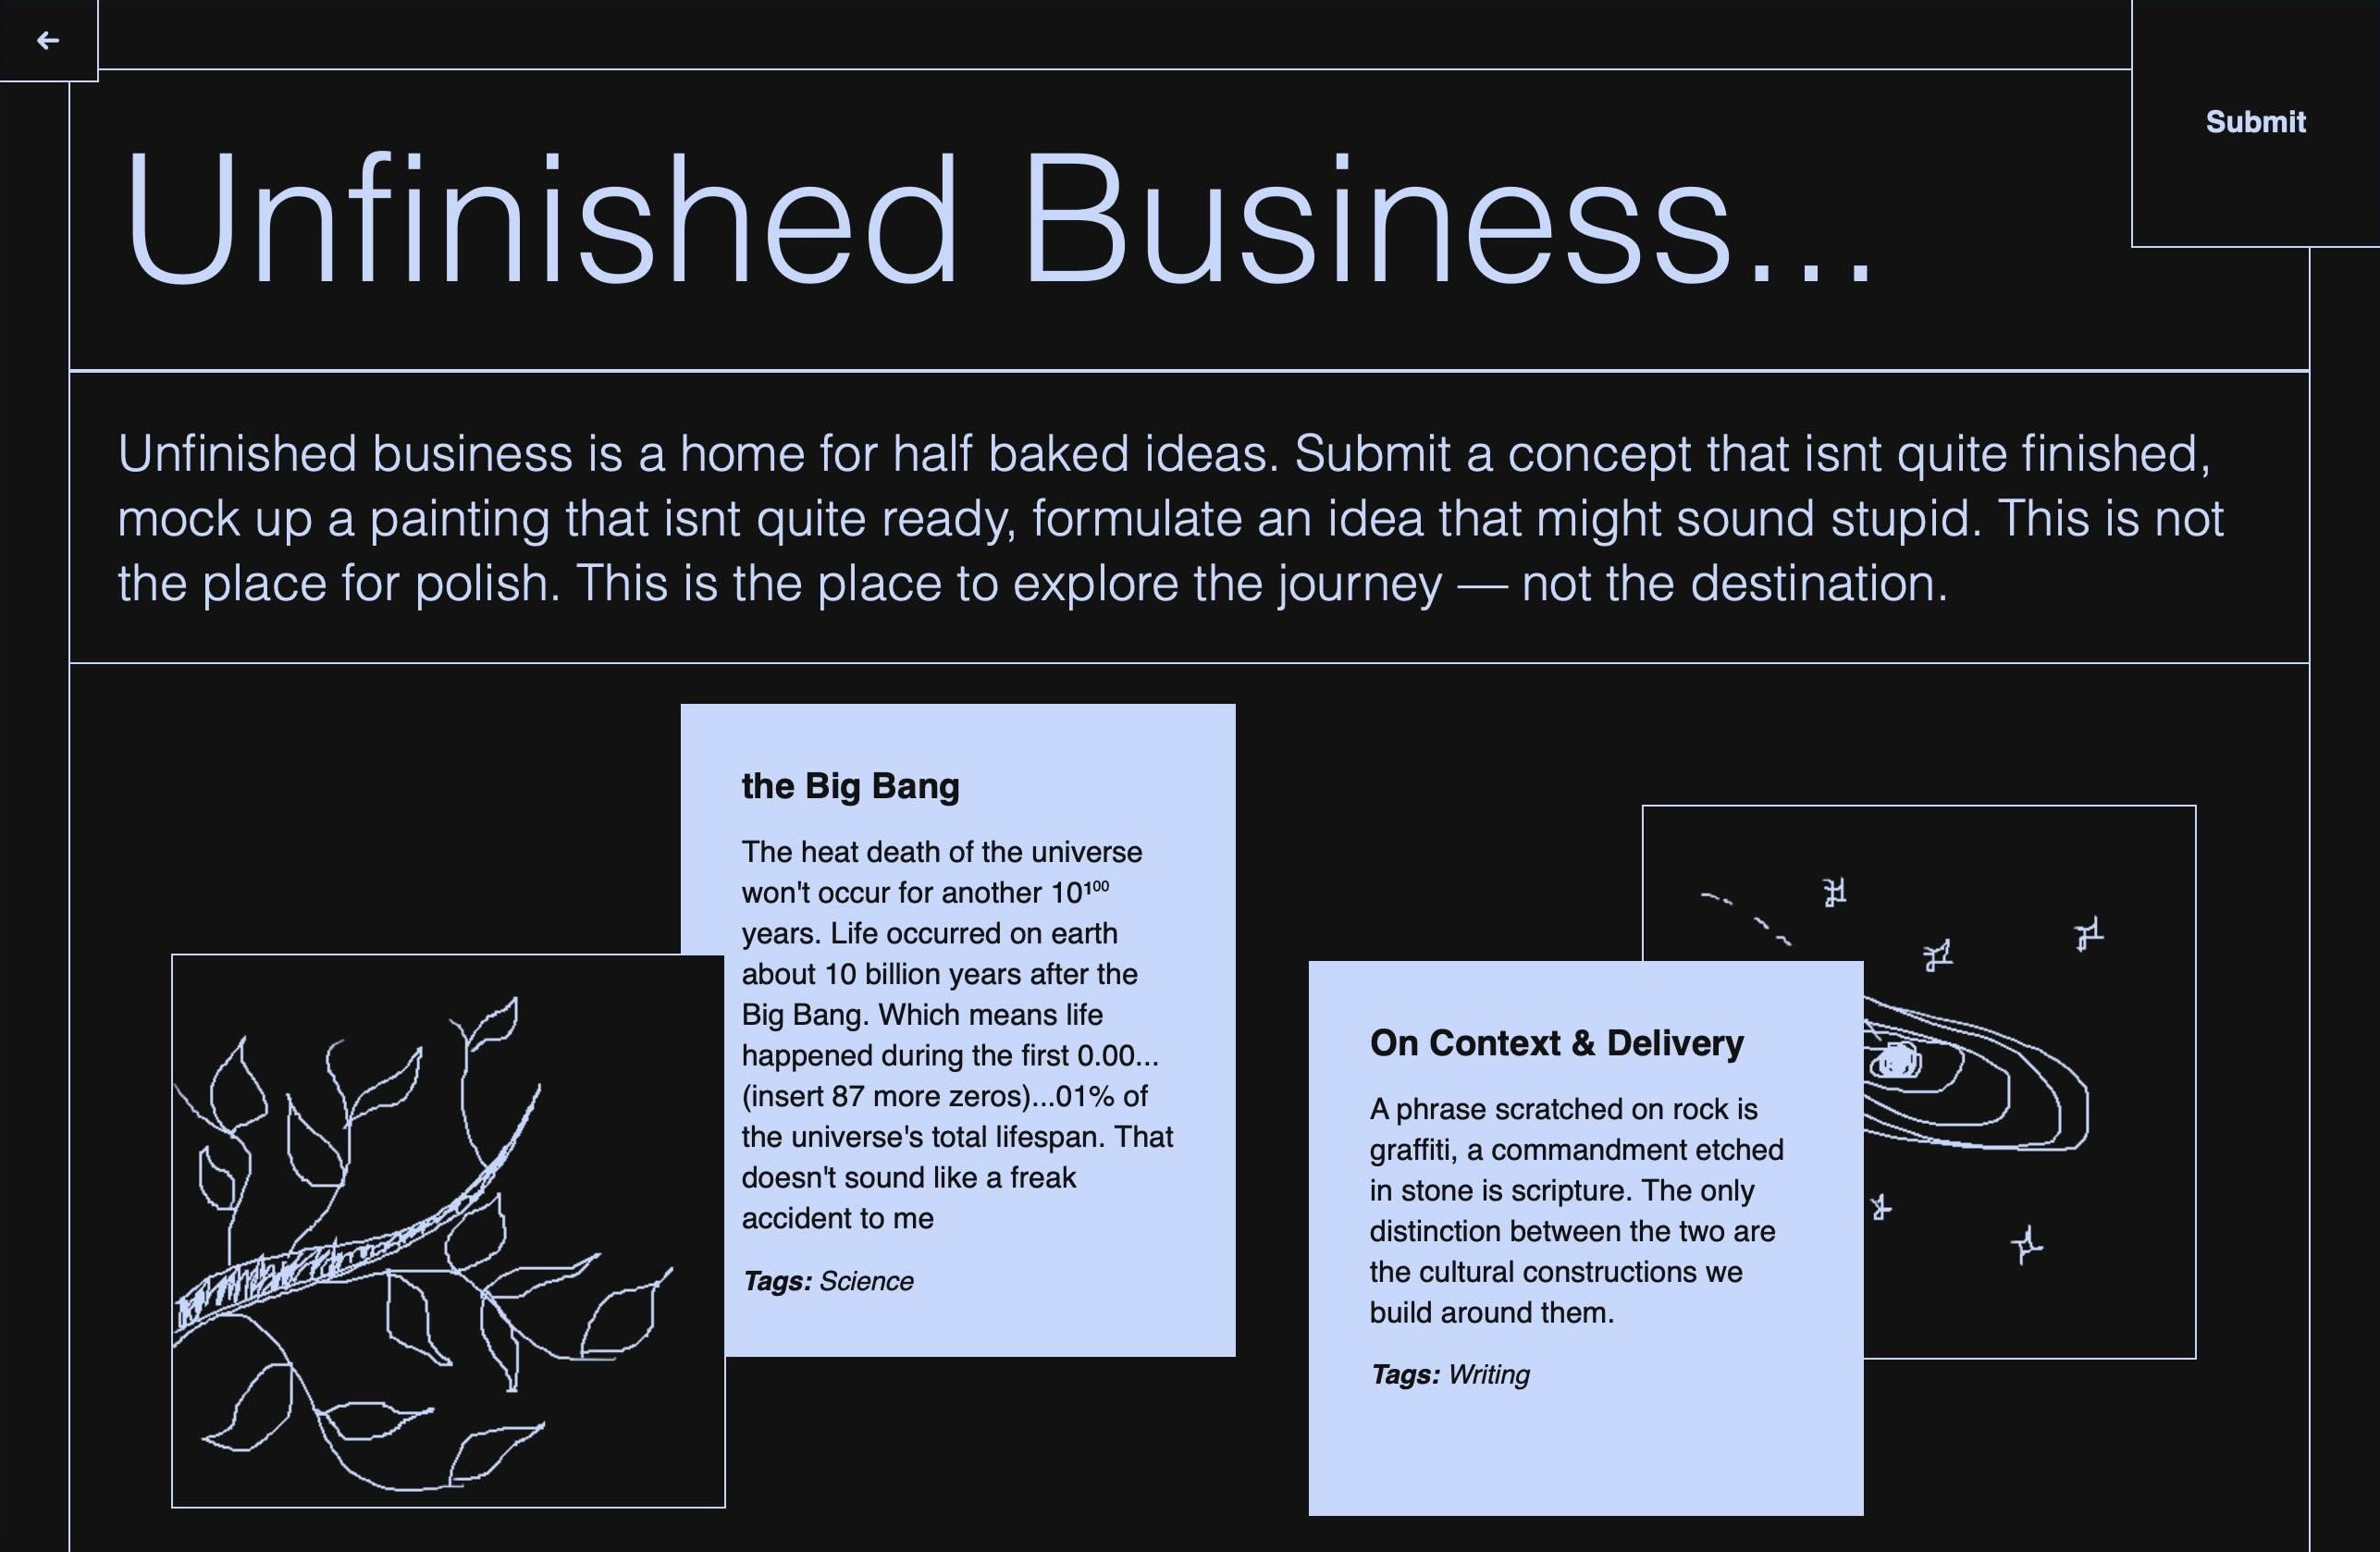 ←
Submit
Unfinished Business...
Unfinished business is a home for half baked ideas. Submit a concept that isnt quite finished,
mock up a painting that isnt quite ready, formulate an idea that might sound stupid. This is not
the place for polish. This is the place to explore the journey — not the destination.
the Big Bang
The heat death of the universe
won't occur for another 10¹⁰⁰
years. Life occurred on earth
about 10 billion years after the
Big Bang. Which means life
happened during the first 0.00...
(insert 87 more zeros)...01% of
the universe's total lifespan. That
doesn't sound like a freak
accident to me
Tags: Science
On Context & Delivery
A phrase scratched on rock is
graffiti, a commandment etched
in stone is scripture. The only
distinction between the two are
the cultural constructions we
build around them.
Tags: Writing